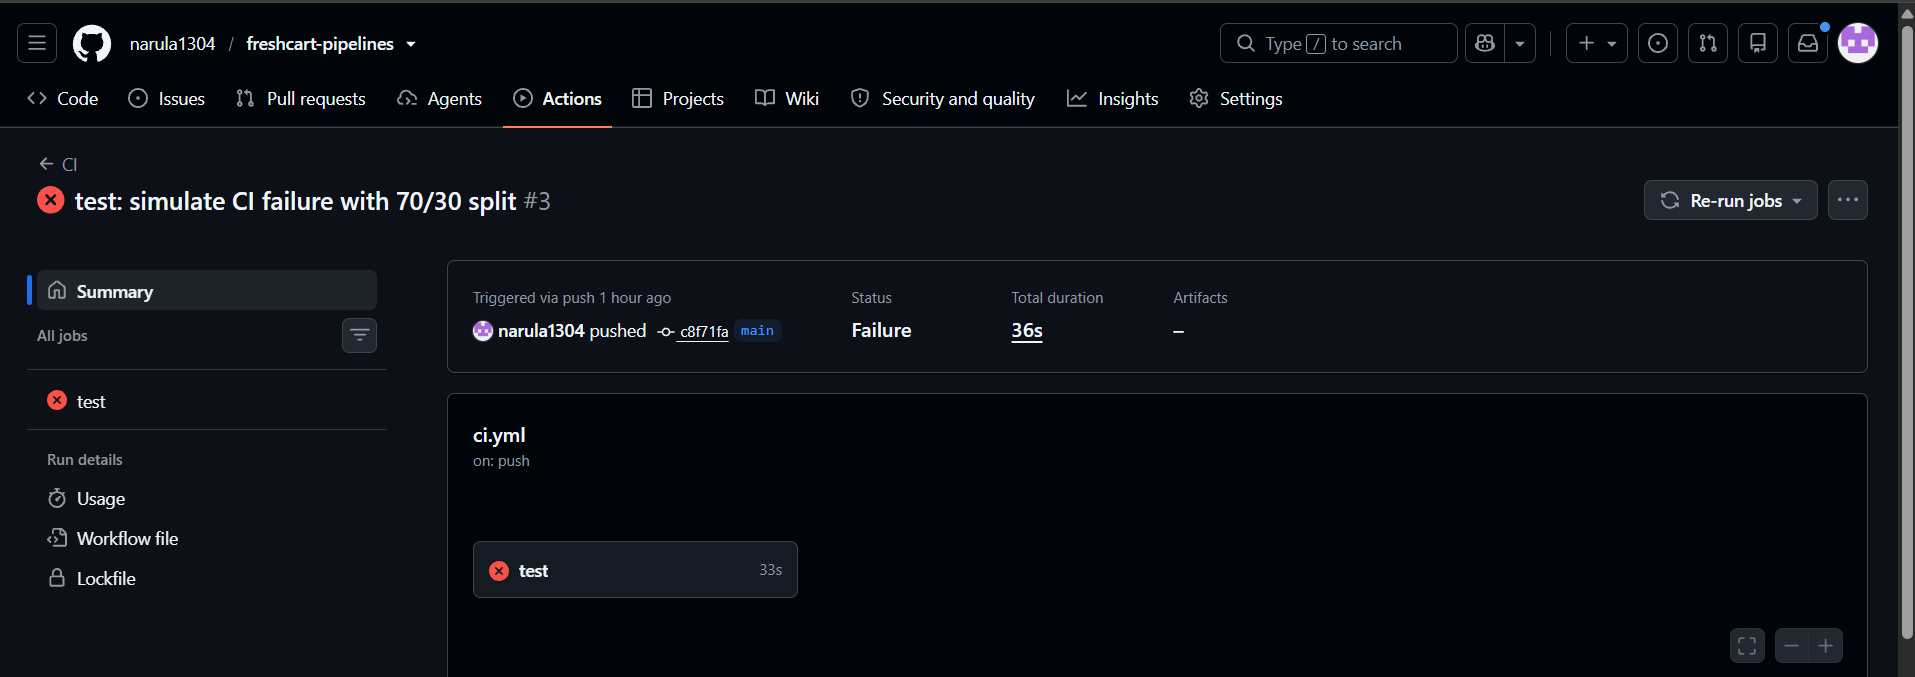 narula1304 / freshcart-pipelines
Type / to search
Code
Issues
Pull requests
Agents
Actions
Projects
Wiki
Security and quality
Insights
Settings
CI
test: simulate CI failure with 70/30 split #3
Re-run jobs
Summary
All jobs
test
Run details
Usage
Workflow file
Lockfile
Triggered via push 1 hour ago
narula1304 pushed c8f71fa main
Status
Failure
Total duration
36s
Artifacts
–
ci.yml
on: push
test 33s